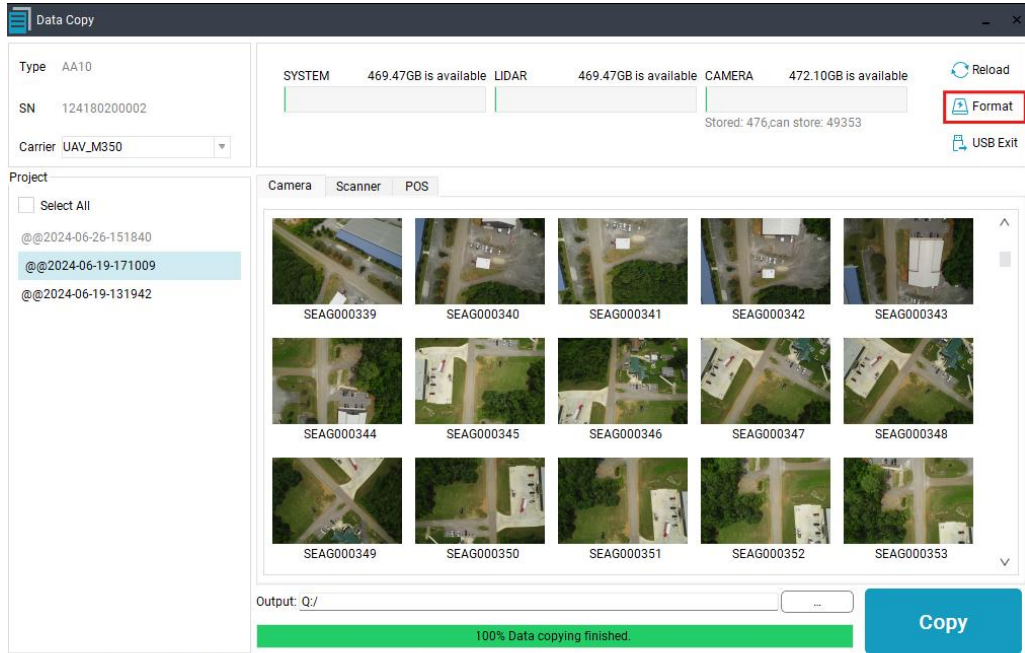 Data Copy
Type AA10
SN 124180200002
Carrier UAV_M350
SYSTEM 469.47GB is available LIDAR 469.47GB is available CAMERA 472.10GB is available
Stored: 476,can store: 49353
Reload
Format
USB Exit
Project
Select All
@@2024-06-26-151840
@@2024-06-19-171009
@@2024-06-19-131942
Camera Scanner POS
SEAG000339 SEAG000340 SEAG000341 SEAG000342 SEAG000343
SEAG000344 SEAG000345 SEAG000346 SEAG000347 SEAG000348
SEAG000349 SEAG000350 SEAG000351 SEAG000352 SEAG000353
Output: Q:/ ...
100% Data copying finished.
Copy